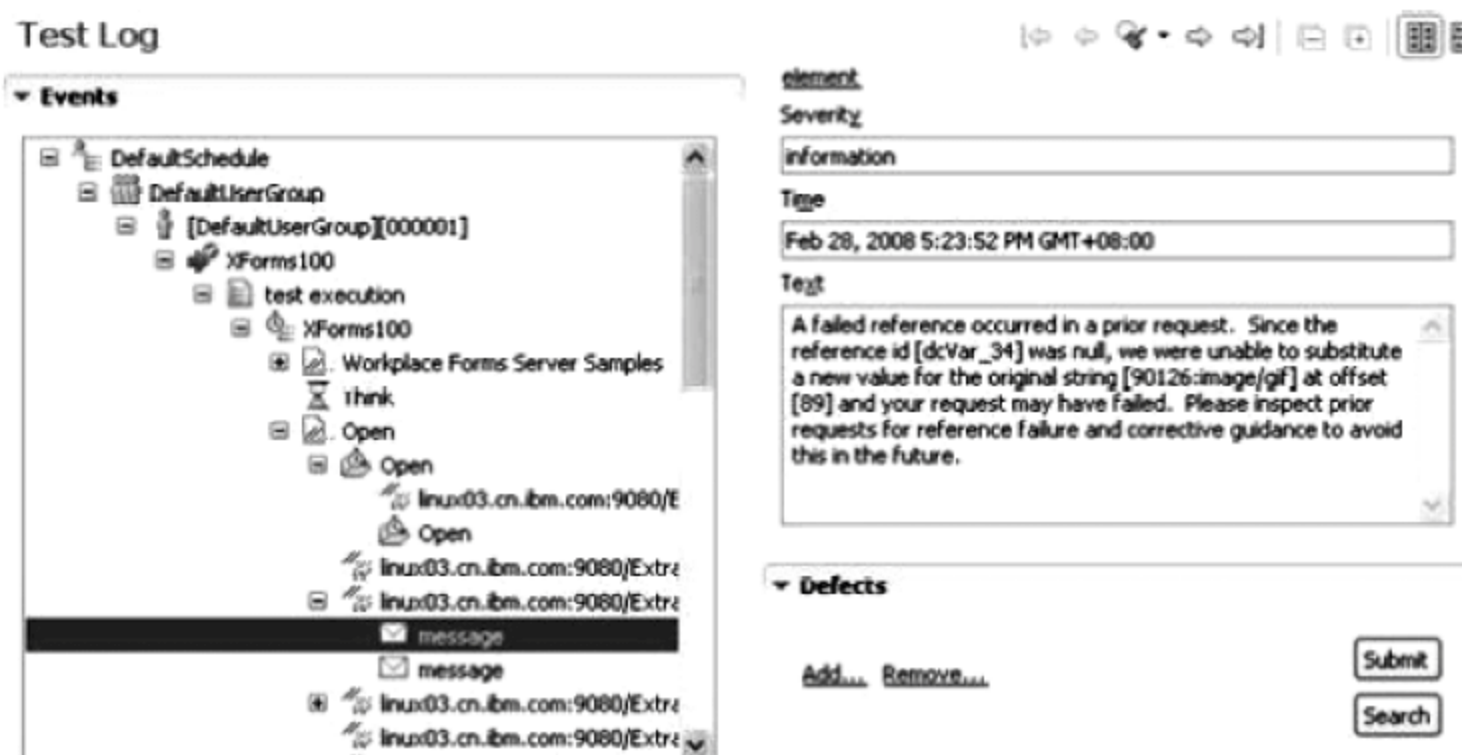 Test Log
Events
DefaultSchedule
DefaultUserGroup
[DefaultUserGroup][000001]
XForms100
test execution
XForms100
Workplace Forms Server Samples
Think
Open
Open
linux03.cn.ibm.com:9080/E
Open
linux03.cn.ibm.com:9080/Extra
linux03.cn.ibm.com:9080/Extra
message
message
linux03.cn.ibm.com:9080/Extra
linux03.cn.ibm.com:9080/Extra
element
Severity
information
Time
Feb 28, 2008 5:23:52 PM GMT+08:00
Text
A failed reference occurred in a prior request. Since the
reference id [dcVar_34] was null, we were unable to substitute
a new value for the original string [90126:image/gif] at offset
[89] and your request may have failed. Please inspect prior
requests for reference failure and corrective guidance to avoid
this in the future.
Defects
Add... Remove...
Submit
Search